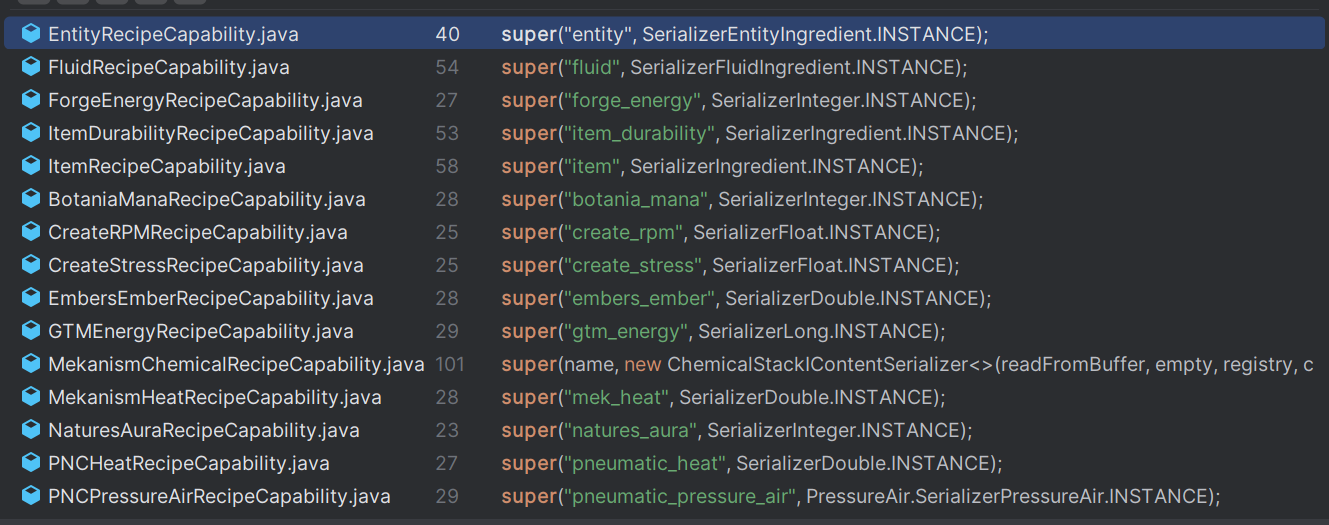 EntityRecipeCapability.java 40 super("entity", SerializerEntityIngredient.INSTANCE);
FluidRecipeCapability.java 54 super("fluid", SerializerFluidIngredient.INSTANCE);
ForgeEnergyRecipeCapability.java 27 super("forge_energy", SerializerInteger.INSTANCE);
ItemDurabilityRecipeCapability.java 53 super("item_durability", SerializerIngredient.INSTANCE);
ItemRecipeCapability.java 58 super("item", SerializerIngredient.INSTANCE);
BotaniaManaRecipeCapability.java 28 super("botania_mana", SerializerInteger.INSTANCE);
CreateRPMRecipeCapability.java 25 super("create_rpm", SerializerFloat.INSTANCE);
CreateStressRecipeCapability.java 25 super("create_stress", SerializerFloat.INSTANCE);
EmbersEmberRecipeCapability.java 28 super("embers_ember", SerializerDouble.INSTANCE);
GTMEnergyRecipeCapability.java 29 super("gtm_energy", SerializerLong.INSTANCE);
MekanismChemicalRecipeCapability.java 101 super(name, new ChemicalStackIContentSerializer<>(readFromBuffer, empty, registry, c
MekanismHeatRecipeCapability.java 28 super("mek_heat", SerializerDouble.INSTANCE);
NaturesAuraRecipeCapability.java 23 super("natures_aura", SerializerInteger.INSTANCE);
PNCHeatRecipeCapability.java 27 super("pneumatic_heat", SerializerDouble.INSTANCE);
PNCPressureAirRecipeCapability.java 29 super("pneumatic_pressure_air", PressureAir.SerializerPressureAir.INSTANCE);